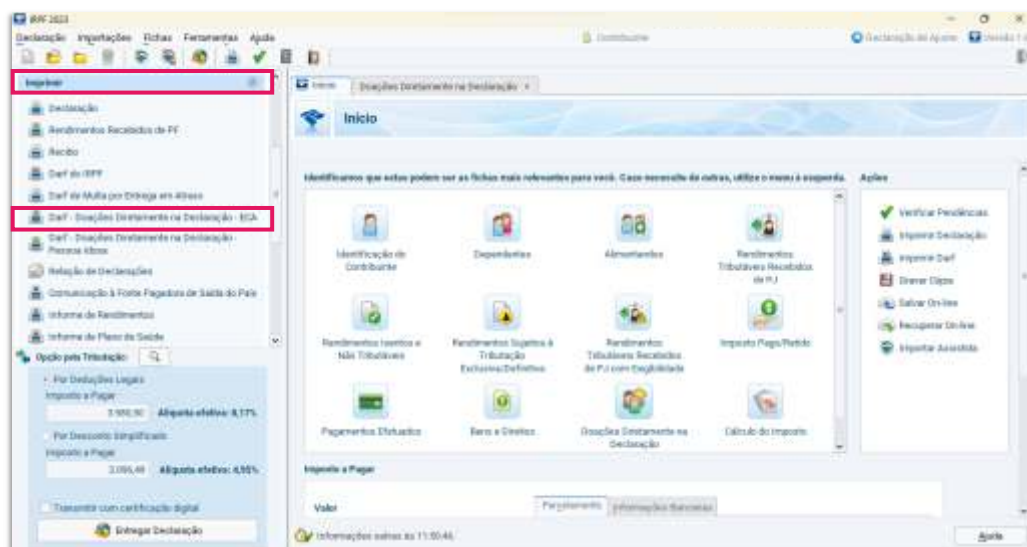 IRPF 2023
Declaração Importações Fichas Ferramentas Ajuda
Contribuinte
Declaração de Ajuste
Imprimir
Declaração
Rendimentos Recebidos de PF
Recibo
Darf do IRPF
Darf de Multa por Entrega em Atraso
Darf - Doações Diretamente na Declaração - ECA
Darf - Doações Diretamente na Declaração -
Pessoa Idosa
Relação de Declarações
Comunicação à Fonte Pagadora de Saída do País
Informe de Rendimentos
Informe de Plano de Saúde
Opção pela Tributação:
Por Deduções Legais
Imposto a Pagar
Alíquota efetiva: 6,17%
Por Desconto Simplificado
Imposto a Pagar
Alíquota efetiva: 4,95%
Transmitir com certificação digital
Entregar Declaração
Início
Doações Diretamente na Declaração
Início
Identificamos que estas podem ser as fichas mais relevantes para você. Caso necessite de outras, utilize o menu à esquerda.
Identificação do
Contribuinte
Dependentes
Alimentandos
Rendimentos
Tributáveis Recebidos
de PJ
Rendimentos Isentos e
Não Tributáveis
Rendimentos Sujeitos à
Tributação
Exclusiva/Definitiva
Rendimentos
Tributáveis Recebidos
de PJ com Exigibilidade
Imposto Pago/Retido
Pagamentos Efetuados
Bens e Direitos
Doações Diretamente na
Declaração
Cálculo do Imposto
Ações
Verificar Pendências
Imprimir Declaração
Imprimir Darf
Gravar Cópia
Salvar On-line
Recuperar On-line
Importar Assistida
Imposto a Pagar
Valor
Parcelamento
Informações Bancárias
Informações salvas às 11:50:46.
Ajuda